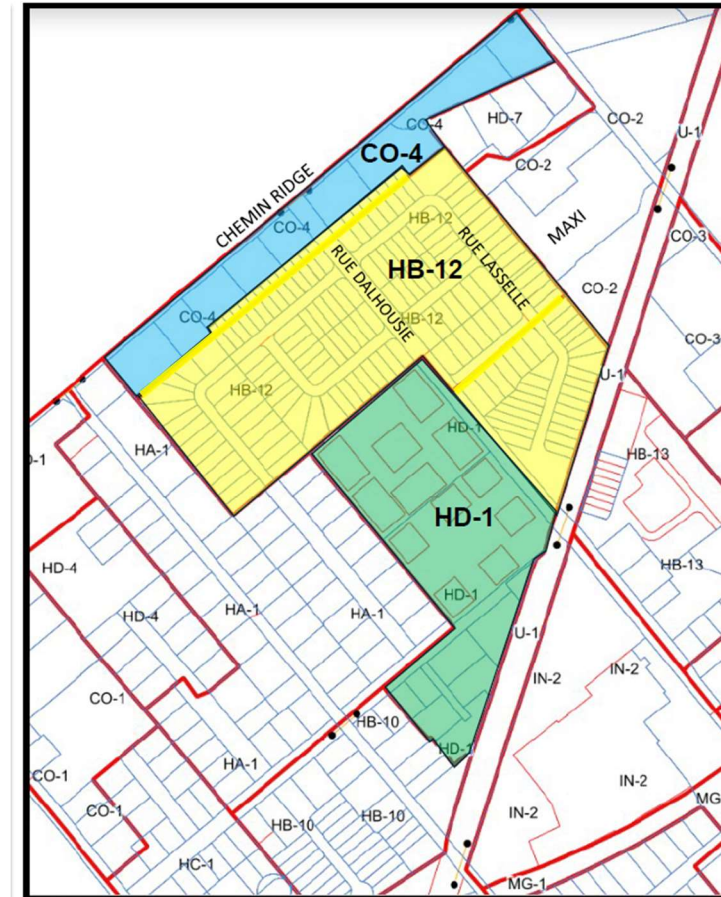 CO-4
HD-7
CO-2
U-1
CO-4
CO-2
CHEMIN RIDGE
MAXI
CO-4
HB-12
CO-3
RUE DALHOUSIE
HB-12
RUE LASSELLE
CO-2
CO-4
HB-12
CO-3
U-1
HB-12
HA-1
HD-1
HB-13
HD-1
HD-4
HB-13
HD-1
HD-4
HA-1
HA-1
U-1
IN-2
IN-2
CO-1
HB-10
HD-1
HA-1
CO-1
IN-2
CO-1
HB-10
HB-10
IN-2
MG
HC-1
MG-1